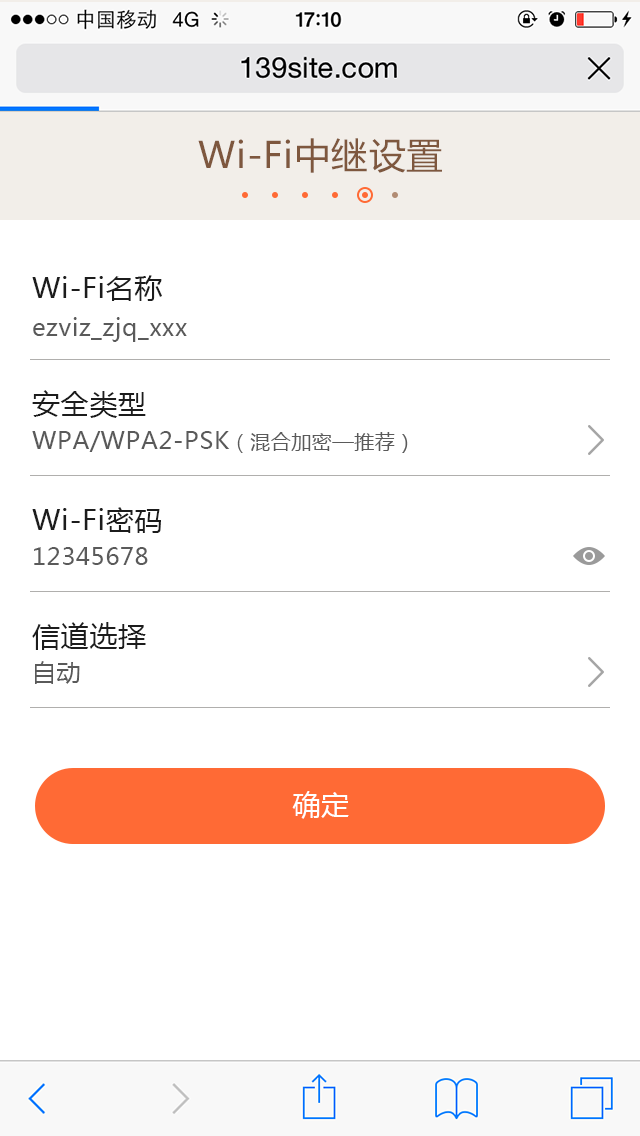 中国移动 4G 17:10
139site.com
Wi-Fi中继设置
Wi-Fi名称
ezviz_zjq_xxx
安全类型
WPA/WPA2-PSK（混合加密—推荐）
Wi-Fi密码
12345678
信道选择
自动
确定